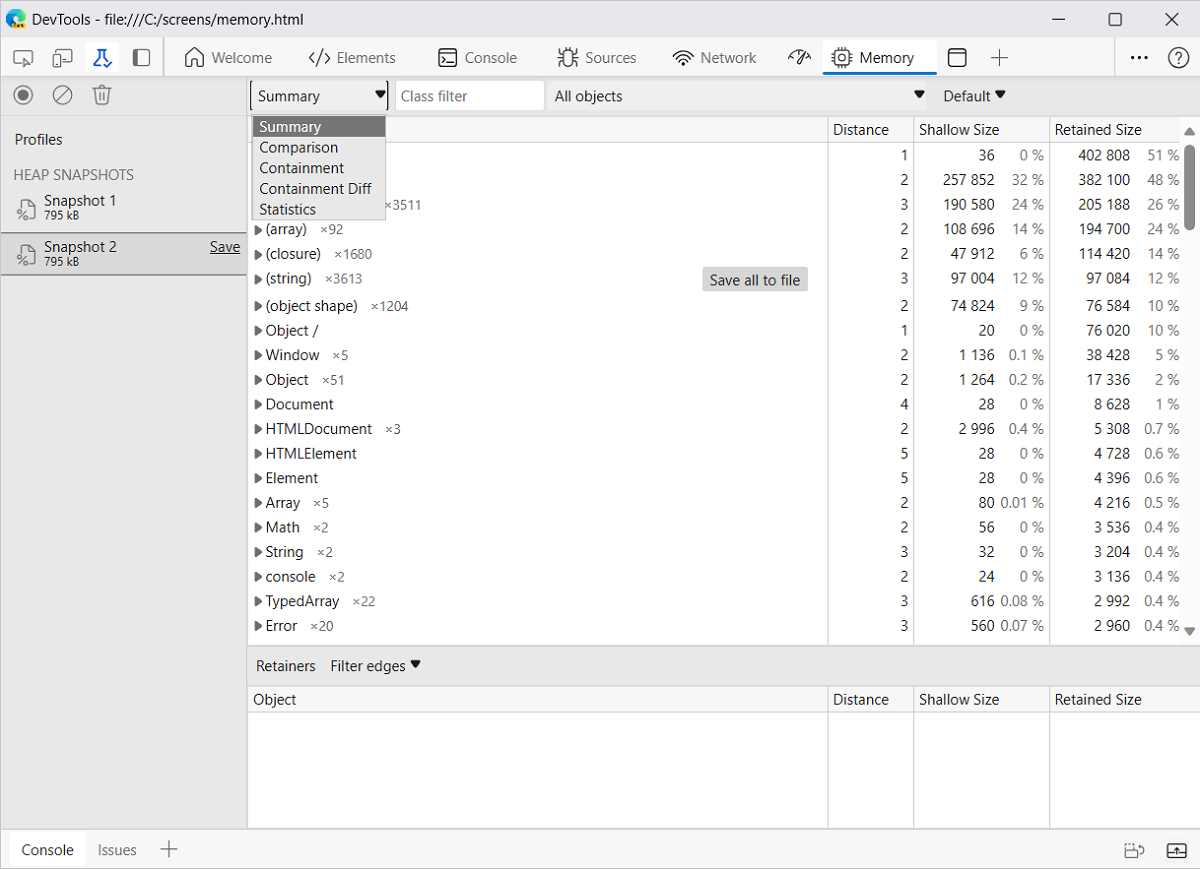 DevTools - file:///C:/screens/memory.html
Welcome Elements Console Sources Network Memory
Summary Class filter All objects Default
Profiles
HEAP SNAPSHOTS
Snapshot 1
795 kB
Snapshot 2 Save
795 kB
Summary
Comparison
Containment
Containment Diff
Statistics
Distance Shallow Size Retained Size
1 36 0 % 402 808 51 %
2 257 852 32 % 382 100 48 %
×3511 3 190 580 24 % 205 188 26 %
(array) ×92 2 108 696 14 % 194 700 24 %
(closure) ×1680 2 47 912 6 % 114 420 14 %
(string) ×3613 Save all to file 3 97 004 12 % 97 084 12 %
(object shape) ×1204 2 74 824 9 % 76 584 10 %
Object / 1 20 0 % 76 020 10 %
Window ×5 2 1 136 0.1 % 38 428 5 %
Object ×51 2 1 264 0.2 % 17 336 2 %
Document 4 28 0 % 8 628 1 %
HTMLDocument ×3 2 2 996 0.4 % 5 308 0.7 %
HTMLElement 5 28 0 % 4 728 0.6 %
Element 5 28 0 % 4 396 0.6 %
Array ×5 2 80 0.01 % 4 216 0.5 %
Math ×2 2 56 0 % 3 536 0.4 %
String ×2 3 32 0 % 3 204 0.4 %
console ×2 2 24 0 % 3 136 0.4 %
TypedArray ×22 3 616 0.08 % 2 992 0.4 %
Error ×20 3 560 0.07 % 2 960 0.4 %
Retainers Filter edges
Object Distance Shallow Size Retained Size
Console Issues